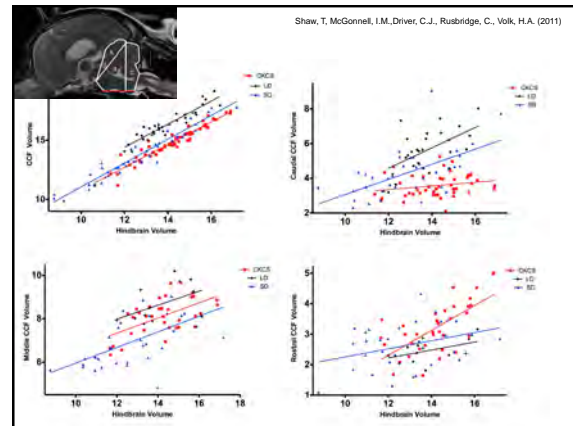 Shaw, T, McGonnell, I.M.,Driver, C.J., Rusbridge, C., Volk, H.A. (2011)
CKCS
LD
SD
CCF Volume
15
10
10
12
14
16
Hindbrain Volume
CKCS
LD
SD
Caudal CCF Volume
8
6
4
2
10
12
14
16
Hindbrain Volume
CKCS
LD
SD
Middle CCF Volume
10
8
6
10
12
14
16
18
Hindbrain Volume
CKCS
LD
SD
Rostral CCF Volume
5
4
3
2
1
10
12
14
16
Hindbrain Volume